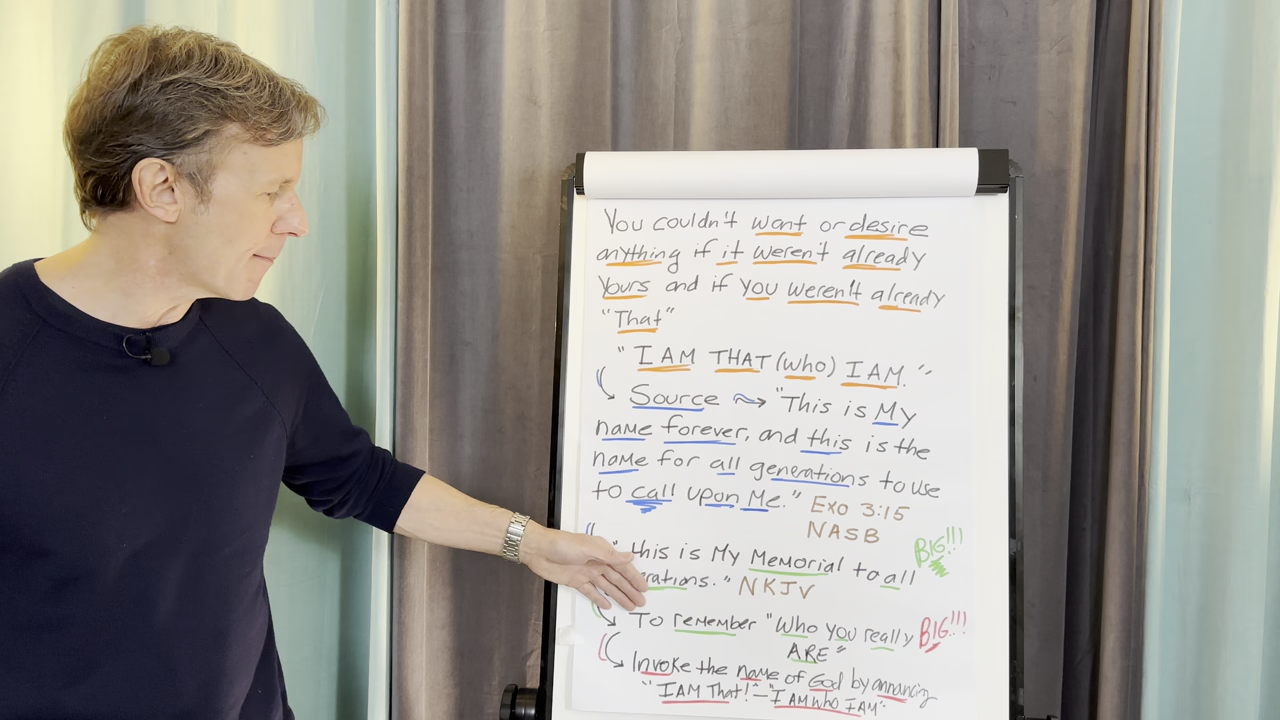 You couldn't want or desire
anything if it weren't already
Yours and if you weren't already
"That"
"I AM THAT (who) I AM."
Source → "This is My
name forever, and this is the
name for all generations to use
to call upon Me." Exo 3:15
NASB
"this is My Memorial to all BIG!!!
rations." NKJV
To remember "Who you really BIG!!!
ARE"
Invoke the name of God by announcing
"I AM That!" – "I AM who I AM"